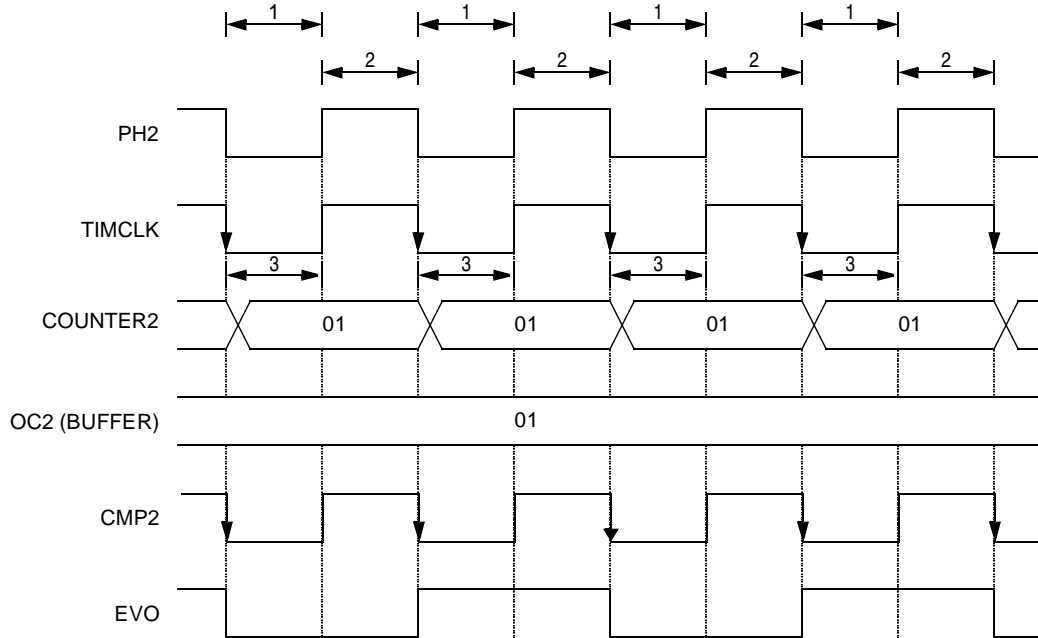 1 1 1 1
2 2 2 2
PH2
TIMCLK
3 3 3 3
COUNTER2 01 01 01 01
OC2 (BUFFER) 01
CMP2
EVO